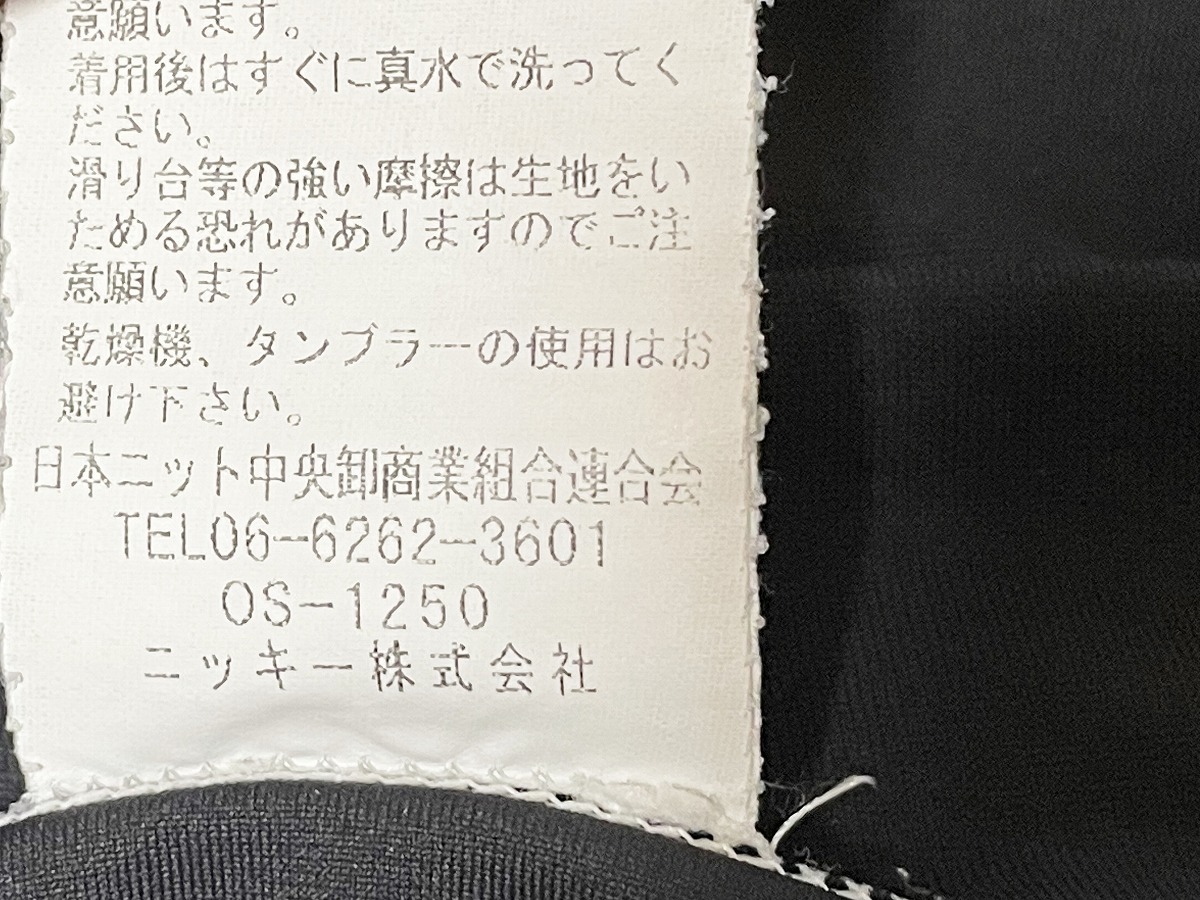 意願います。
着用後はすぐに真水で洗ってく
ださい。
滑り台等の強い摩擦は生地をい
ためる恐れがありますのでご注
意願います。
乾燥機、タンブラーの使用はお
避け下さい。
日本ニット中央卸商業組合連合会
TEL06-6262-3601
OS-1250
ニッキー株式会社